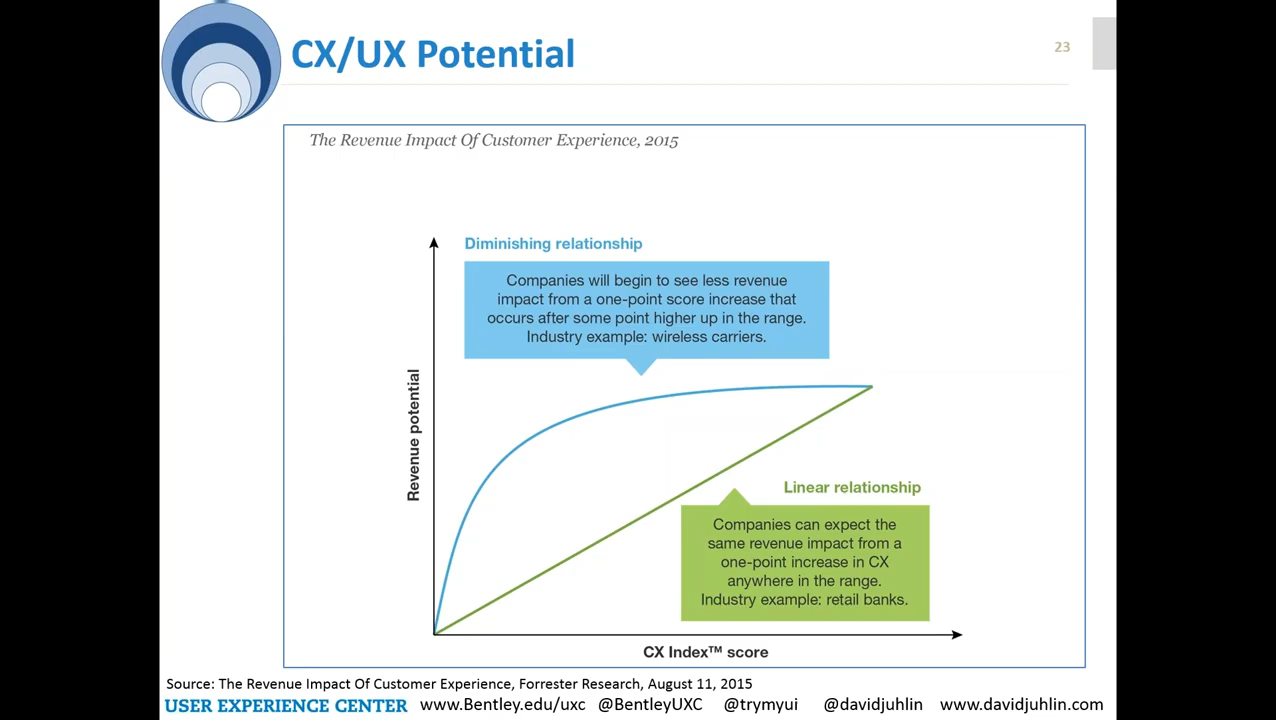 CX/UX Potential
23
The Revenue Impact Of Customer Experience, 2015
Diminishing relationship
Companies will begin to see less revenue
impact from a one-point score increase that
occurs after some point higher up in the range.
Industry example: wireless carriers.
Revenue potential
Linear relationship
Companies can expect the
same revenue impact from a
one-point increase in CX
anywhere in the range.
Industry example: retail banks.
CX Index™ score
Source: The Revenue Impact Of Customer Experience, Forrester Research, August 11, 2015
USER EXPERIENCE CENTER www.Bentley.edu/uxc @BentleyUXC @trymyui @davidjuhlin www.davidjuhlin.com